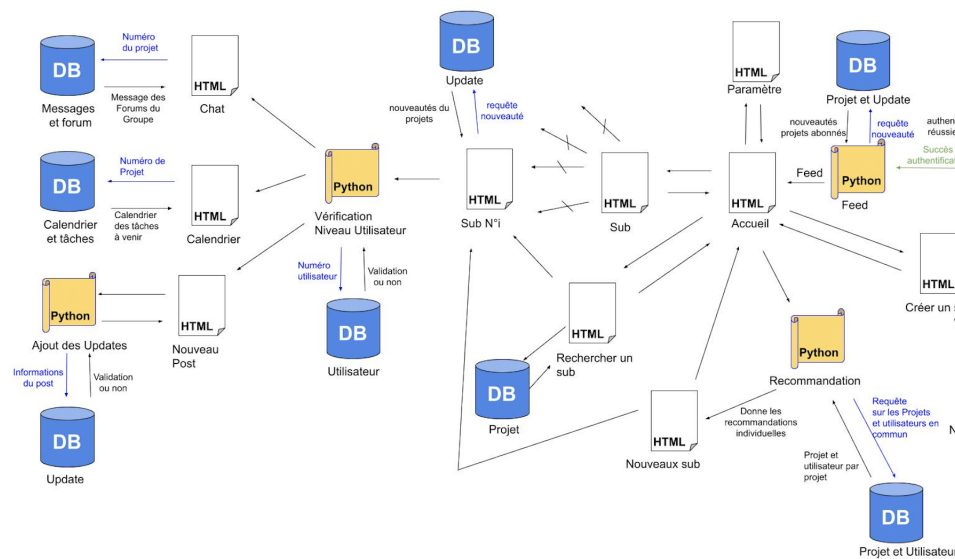 Numéro
du projet
DB
Messages
et forum
Message des
Forums du
Groupe
HTML
Chat
Numéro de
Projet
DB
Calendrier
et tâches
Calendrier
des tâches
à venir
HTML
Calendrier
Python
Ajout des Updates
HTML
Nouveau
Post
Informations
du post
Validation
ou non
DB
Update
Python
Vérification
Niveau Utilisateur
Numéro
utilisateur
Validation
ou non
DB
Utilisateur
DB
Update
nouveautés du
projets
requête
nouveauté
HTML
Sub N°i
HTML
Sub
HTML
Rechercher un
sub
DB
Projet
HTML
Nouveaux sub
HTML
Paramètre
HTML
Accueil
DB
Projet et Update
nouveautés
projets abonnés
requête
nouveauté
Feed
Python
Feed
authen
réussie
Succès
authentificat
HTML
Créer un s
Python
Recommandation
Donne les
recommandations
individuelles
Requête
sur les Projets
et utilisateurs en
commun
Projet et
utilisateur par
projet
N
DB
Projet et Utilisateur